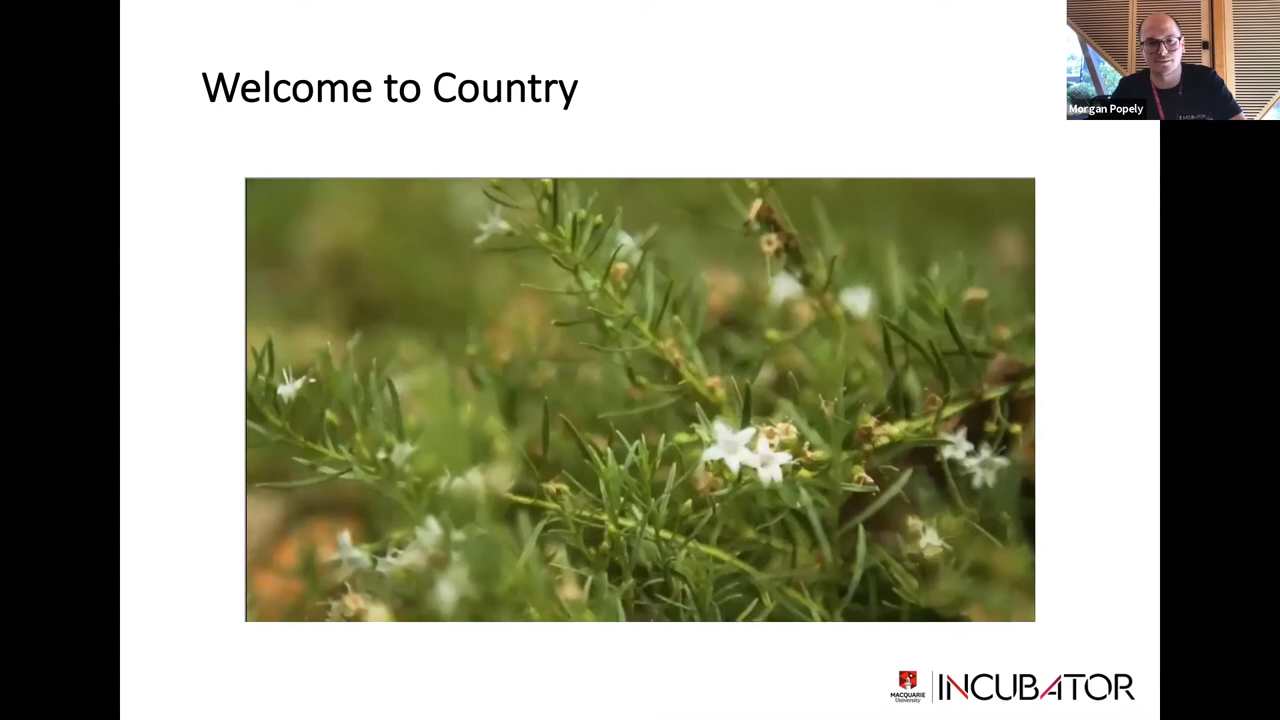 Welcome to Country
Morgan Popely
MACQUARIE
University
INCUBATOR